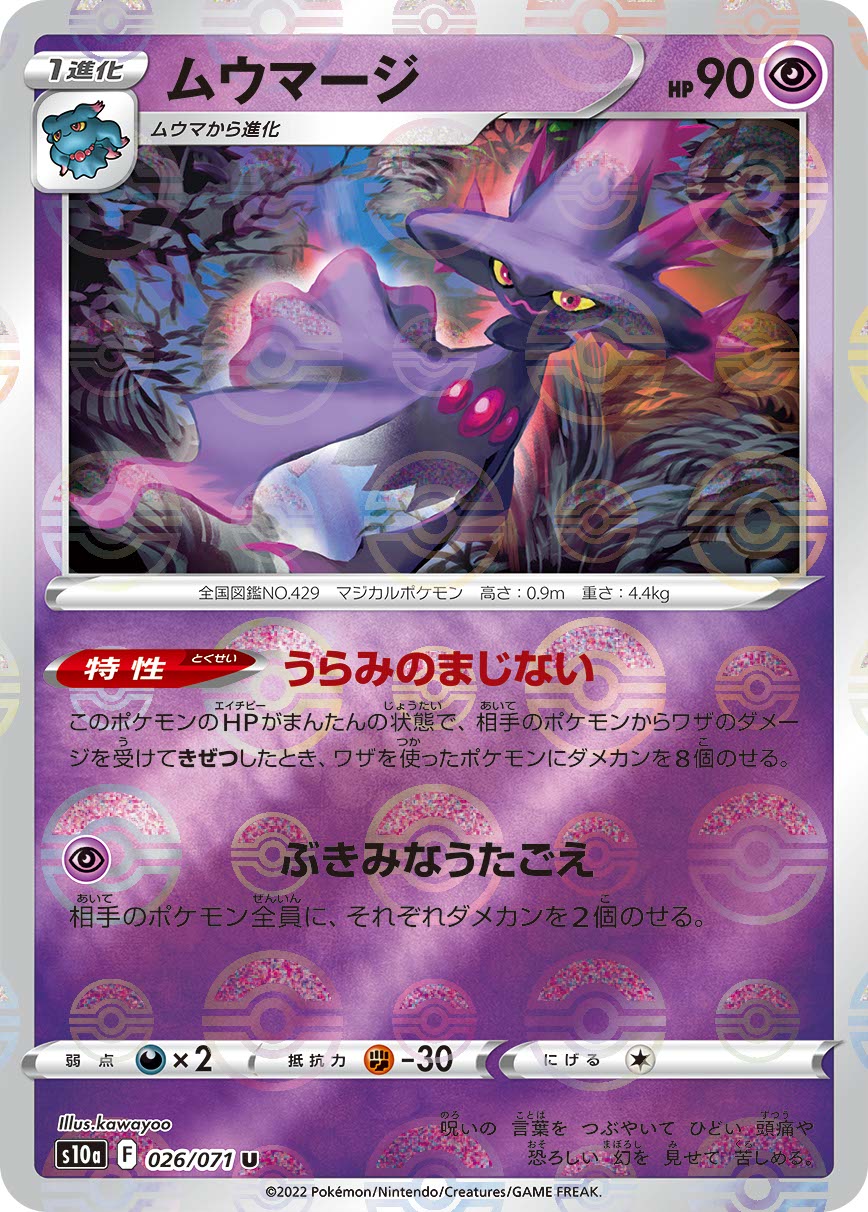 1進化
ムウマージ
HP90
ムウマから進化
全国図鑑NO.429 マジカルポケモン 高さ:0.9m 重さ:4.4kg
特性
とくせい
うらみのまじない
エイチピー じょうたい あいて
このポケモンのHPがまんたんの状態で、相手のポケモンからワザのダメー
う つか こ
ジを受けてきぜつしたとき、ワザを使ったポケモンにダメカンを8個のせる。
ぶきみなうたごえ
あいて ぜんいん こ
相手のポケモン全員に、それぞれダメカンを2個のせる。
弱点 ×2 抵抗力 -30 にげる
Illus.kawayoo
のろ ことば ずつう
呪いの 言葉を つぶやいて ひどい 頭痛や
おそ まぼろし み くる
恐ろしい 幻を 見せて 苦しめる。
s10a F 026/071 U
©2022 Pokémon/Nintendo/Creatures/GAME FREAK.